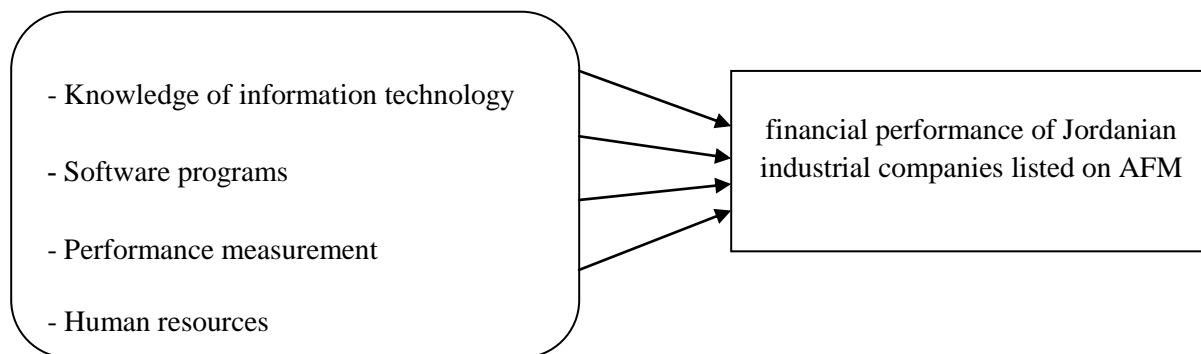 - Knowledge of information technology
- Software programs
- Performance measurement
- Human resources
financial performance of Jordanian
industrial companies listed on AFM